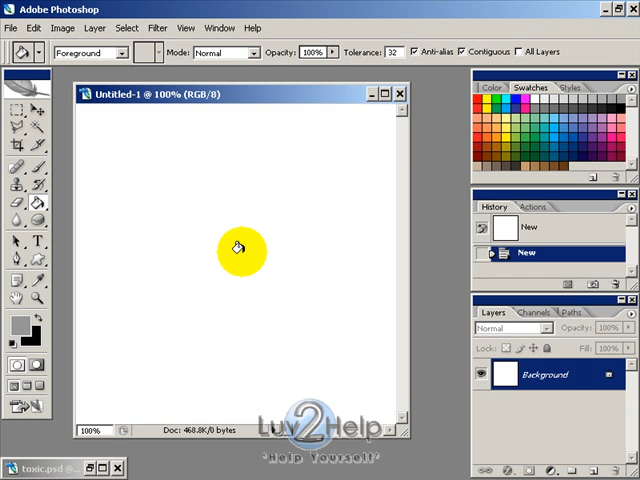 Adobe Photoshop
File Edit Image Layer Select Filter View Window Help
Foreground Mode: Normal Opacity: 100% Tolerance: 32 Anti-alias Contiguous All Layers
Untitled-1 @ 100% (RGB/8)
Color Swatches Styles
History Actions
New
New
Layers Channels Paths
Normal Opacity: 100%
Lock: Fill: 100%
Background
100% Doc: 468.8K/0 bytes
Luv2Help
"Help Yourself"
toxic.psd @...